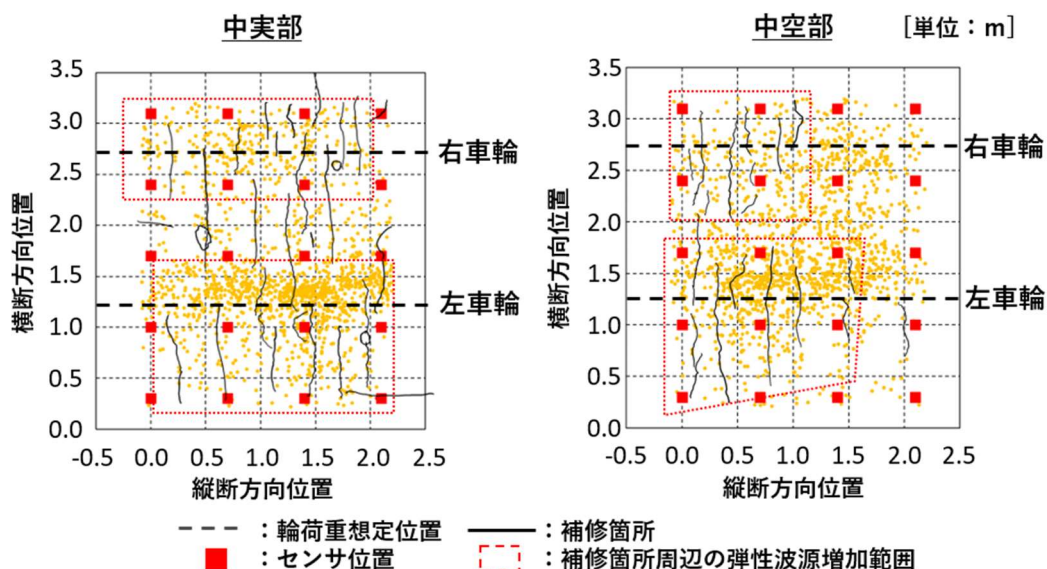 中実部
中空部 [単位:m]
3.5
3.0
2.5
2.0
1.5
1.0
0.5
0.0
-0.5 0.0 0.5 1.0 1.5 2.0 2.5
横断方向位置
縦断方向位置
右車輪
左車輪
3.5
3.0
2.5
2.0
1.5
1.0
0.5
0.0
-0.5 0.0 0.5 1.0 1.5 2.0 2.5
横断方向位置
縦断方向位置
右車輪
左車輪
:輪荷重想定位置 :補修箇所
:センサ位置 :補修箇所周辺の弾性波源増加範囲